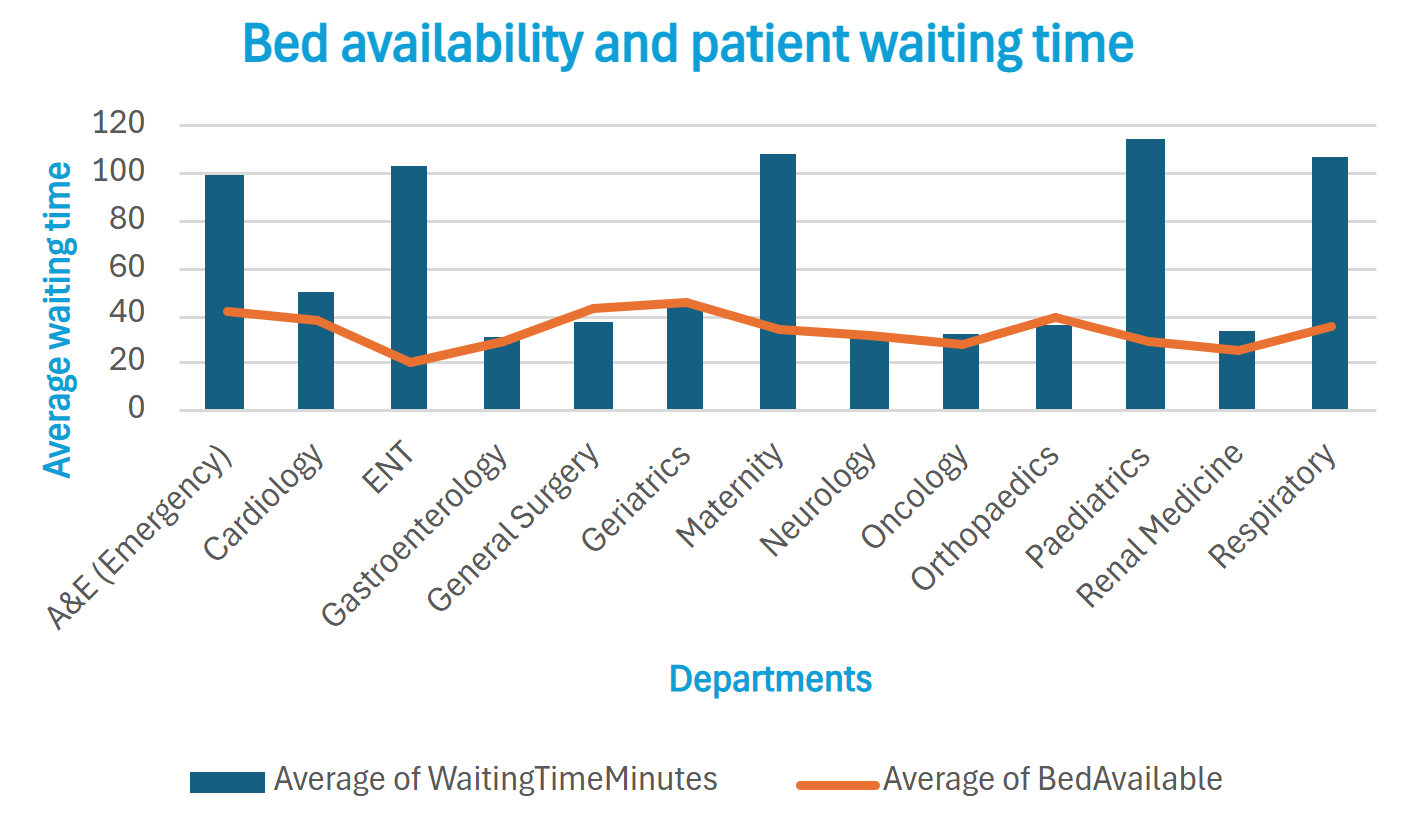 Bed availability and patient waiting time
Average waiting time
120
100
80
60
40
20
0
A&E (Emergency)
Cardiology
ENT
Gastroenterology
General Surgery
Geriatrics
Maternity
Neurology
Oncology
Orthopaedics
Paediatrics
Renal Medicine
Respiratory
Departments
Average of WaitingTimeMinutes
Average of BedAvailable